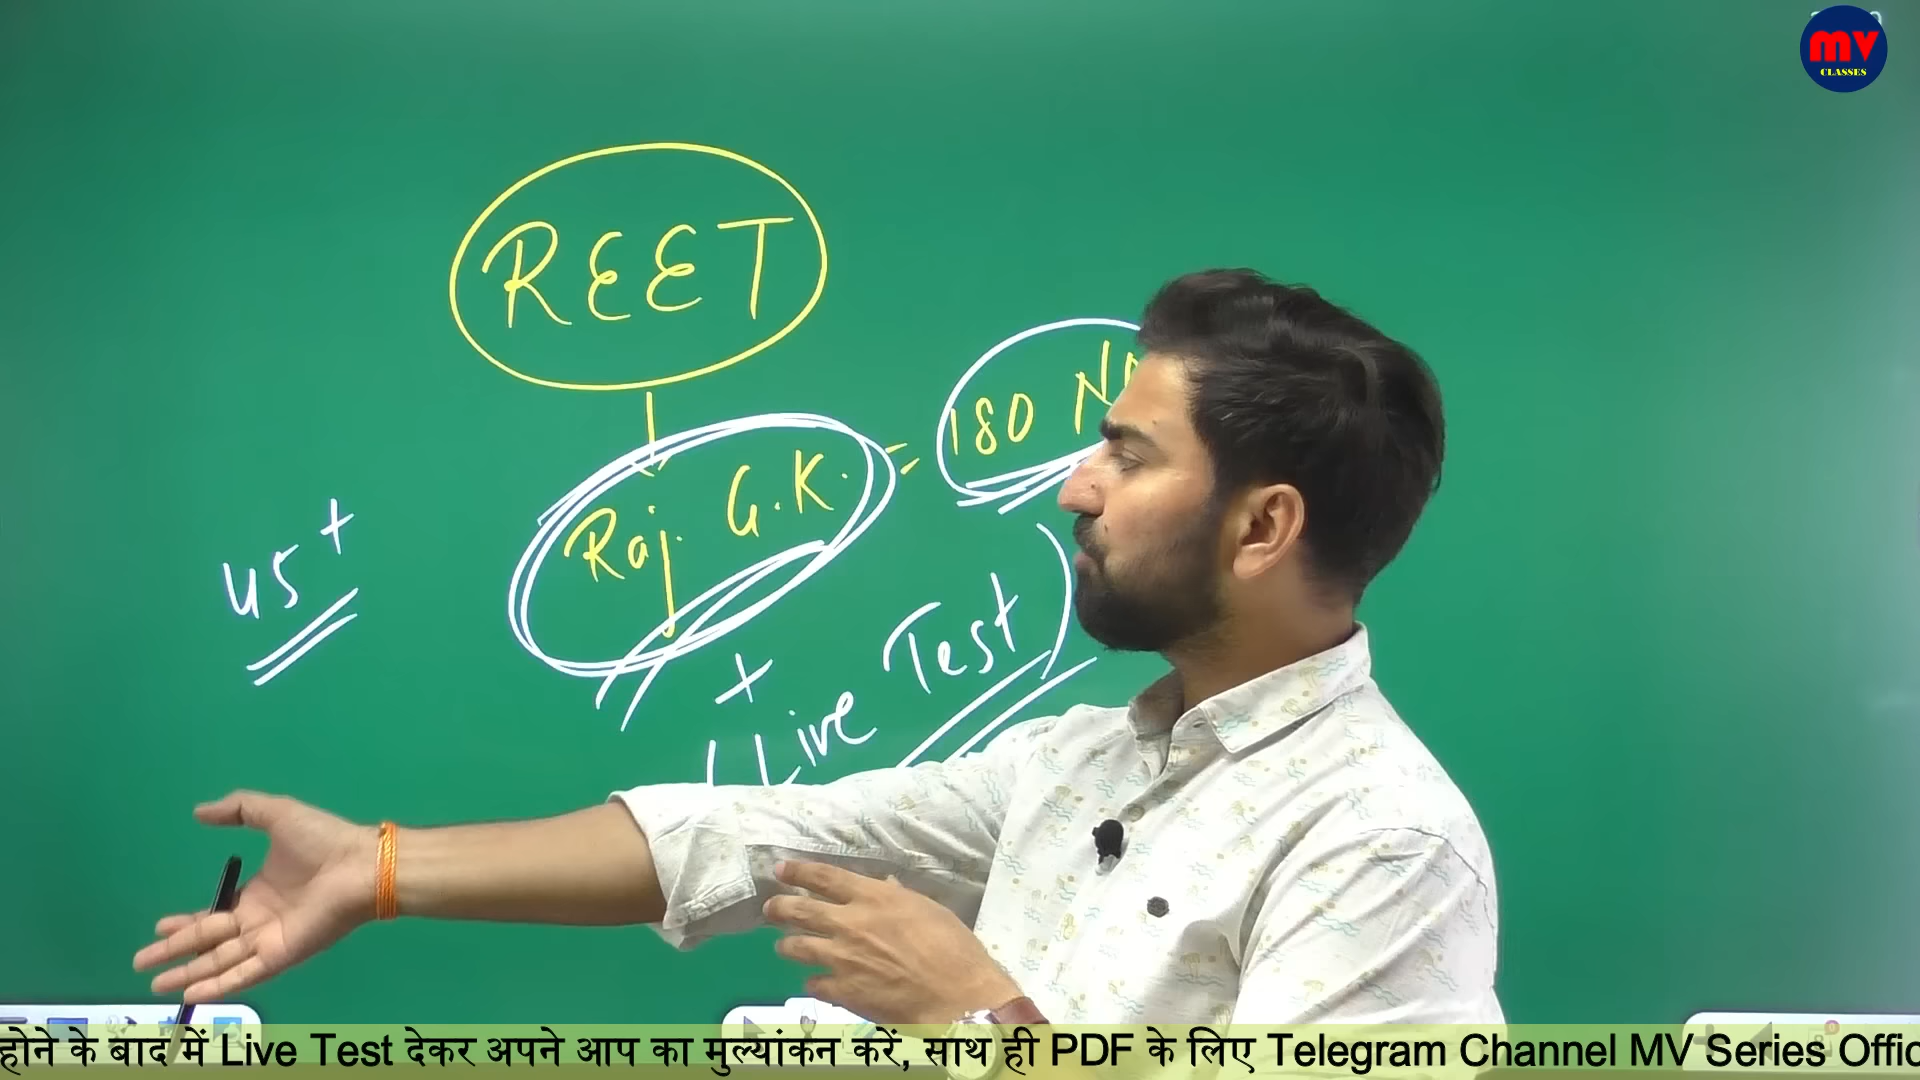 MV
CLASSES
REET
Raj. G.K. = 180
45+
+
(Live Test)
होने के बाद में Live Test देकर अपने आप का मुल्यांकन करें, साथ ही PDF के लिए Telegram Channel MV Series